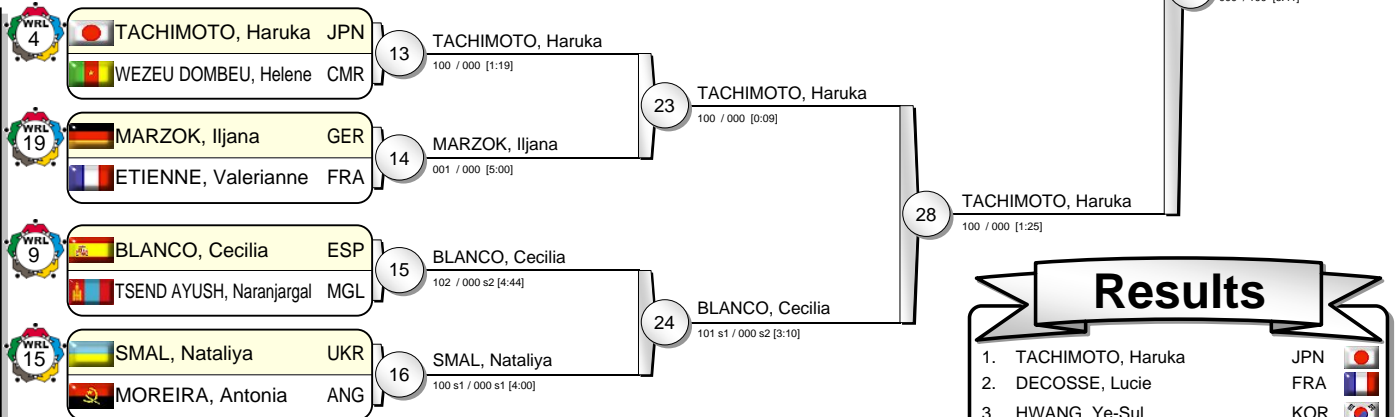 WRL
4
TACHIMOTO, Haruka JPN
WEZEU DOMBEU, Helene CMR
13
TACHIMOTO, Haruka
100 / 000 [1:19]
WRL
19
MARZOK, Iljana GER
ETIENNE, Valerianne FRA
14
MARZOK, Iljana
001 / 000 [5:00]
23
TACHIMOTO, Haruka
100 / 000 [0:09]
WRL
9
BLANCO, Cecilia ESP
TSEND AYUSH, Naranjargal MGL
15
BLANCO, Cecilia
102 / 000 s2 [4:44]
WRL
15
SMAL, Nataliya UKR
MOREIRA, Antonia ANG
16
SMAL, Nataliya
100 s1 / 000 s1 [4:00]
24
BLANCO, Cecilia
101 s1 / 000 s2 [3:10]
28
TACHIMOTO, Haruka
100 / 000 [1:25]
Results
1. TACHIMOTO, Haruka JPN
2. DECOSSE, Lucie FRA
3. HWANG, Ye-Sul KOR